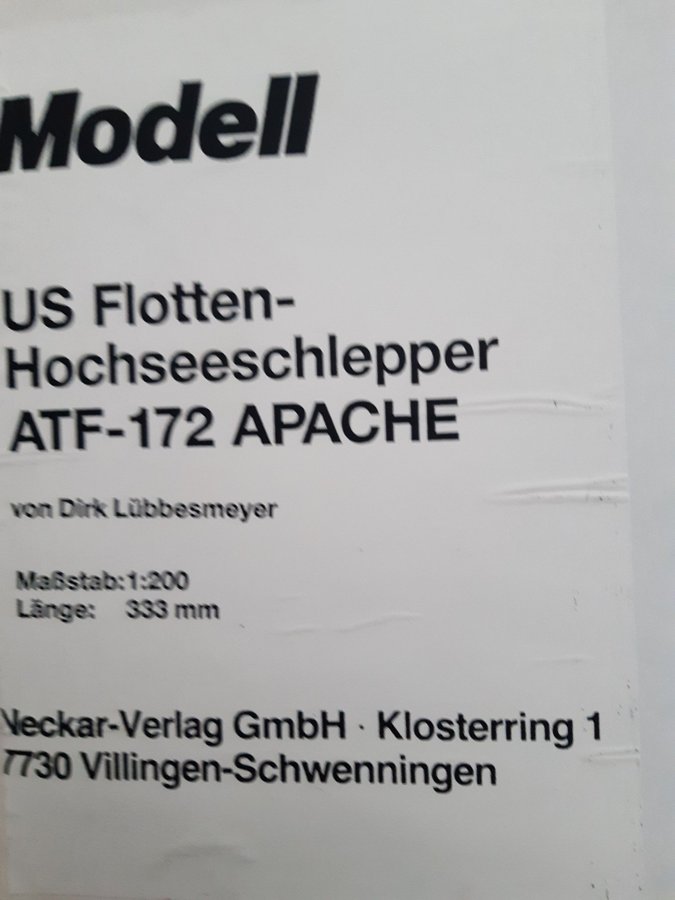 Modell
US Flotten-
Hochseeschlepper
ATF-172 APACHE
von Dirk Lübbesmeyer
Maßstab:1:200
Länge: 333 mm
Neckar-Verlag GmbH · Klosterring 1
7730 Villingen-Schwenningen